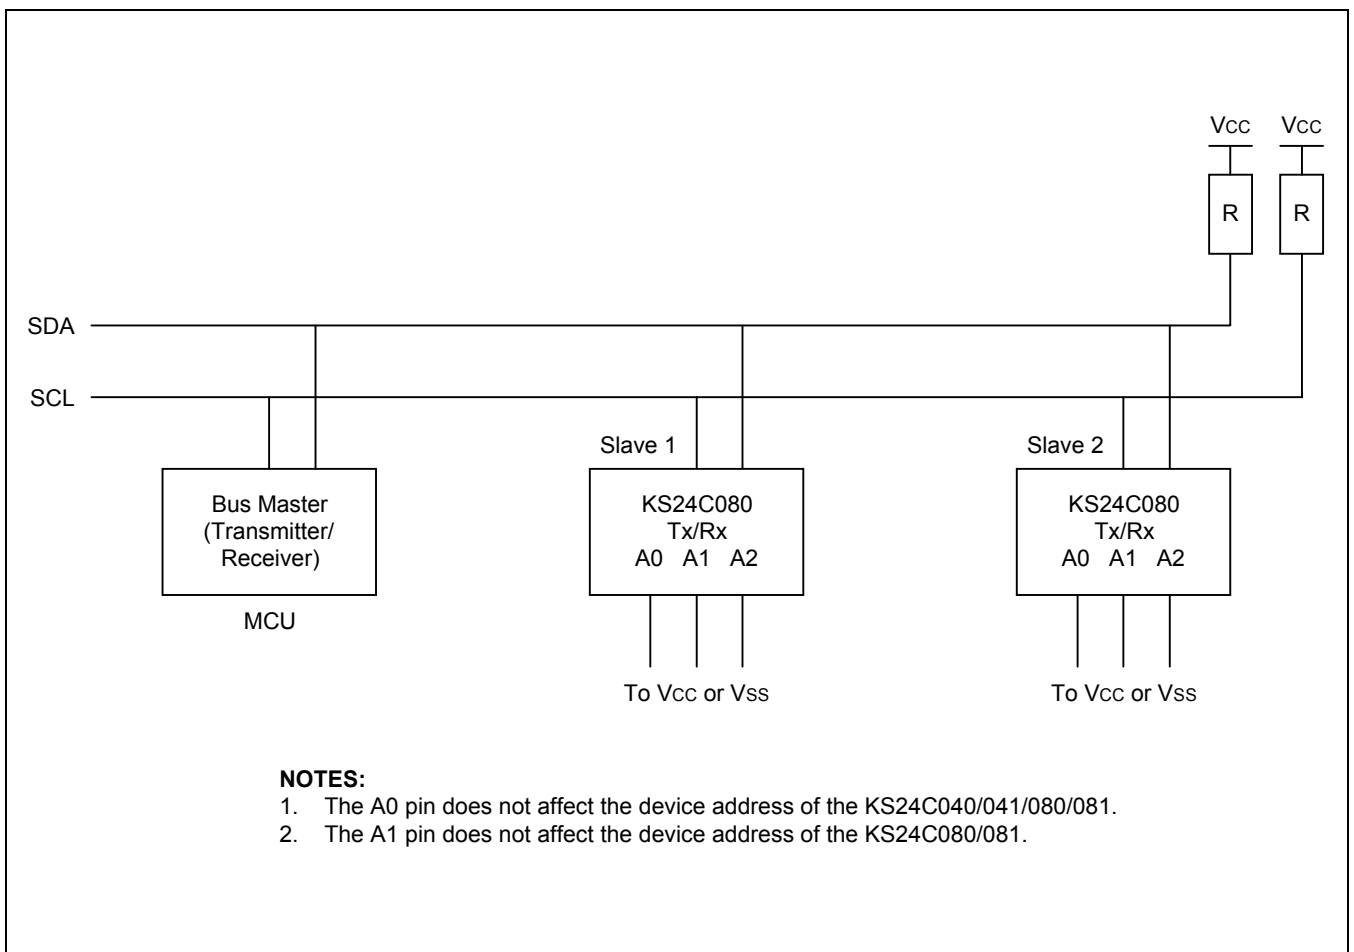 VCC VCC
R R
SDA
SCL
Slave 1
Slave 2
Bus Master
(Transmitter/
Receiver)
MCU
KS24C080
Tx/Rx
A0 A1 A2
To VCC or VSS
KS24C080
Tx/Rx
A0 A1 A2
To VCC or VSS
NOTES:
1. The A0 pin does not affect the device address of the KS24C040/041/080/081.
2. The A1 pin does not affect the device address of the KS24C080/081.